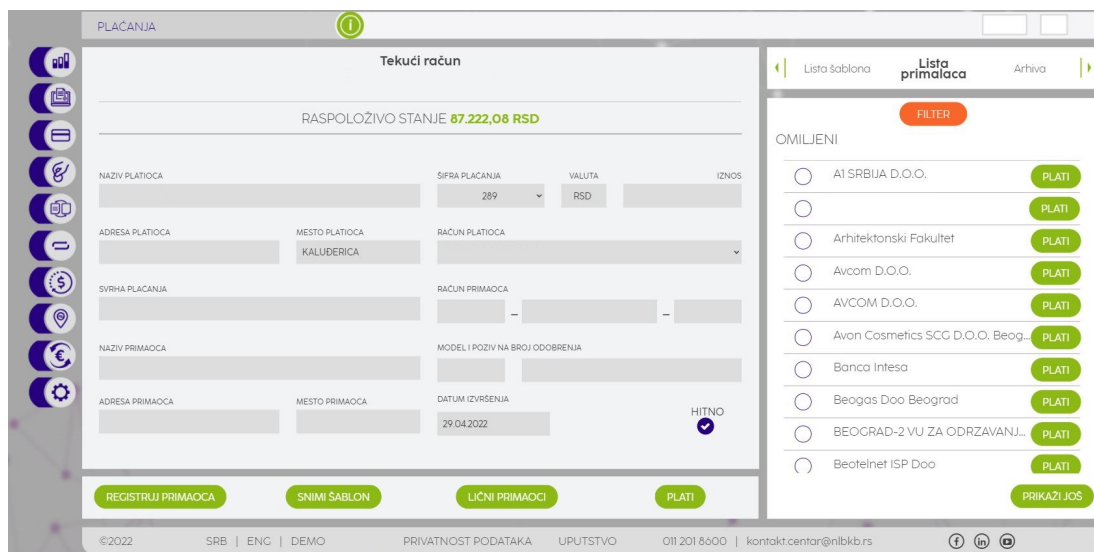 PLAĆANJA
Tekući račun
RASPOLOŽIVO STANJE 87.222,08 RSD
NAZIV PLATIOCA
ŠIFRA PLAĆANJA VALUTA IZNOS
289 RSD
ADRESA PLATIOCA MESTO PLATIOCA RAČUN PLATIOCA
KALUĐERICA
SVRHA PLAĆANJA RAČUN PRIMAOCA
– –
NAZIV PRIMAOCA MODEL I POZIV NA BROJ ODOBRENJA
ADRESA PRIMAOCA MESTO PRIMAOCA DATUM IZVRŠENJA
29.04.2022
HITNO
REGISTRUJ PRIMAOCA SNIMI ŠABLON LIČNI PRIMAOCI PLATI
Lista šablona Lista primalaca Arhiva
FILTER
OMILJENI
A1 SRBIJA D.O.O. PLATI
PLATI
Arhitektonski Fakultet PLATI
Avcom D.O.O. PLATI
AVCOM D.O.O. PLATI
Avon Cosmetics SCG D.O.O. Beog... PLATI
Banca Intesa PLATI
Beogas Doo Beograd PLATI
BEOGRAD-2 VU ZA ODRZAVANJ... PLATI
Beotelnet ISP Doo PLATI
PRIKAŽI JOŠ
©2022 SRB | ENG | DEMO PRIVATNOST PODATAKA UPUTSTVO 011 201 8600 | kontakt.centar@nlbkb.rs